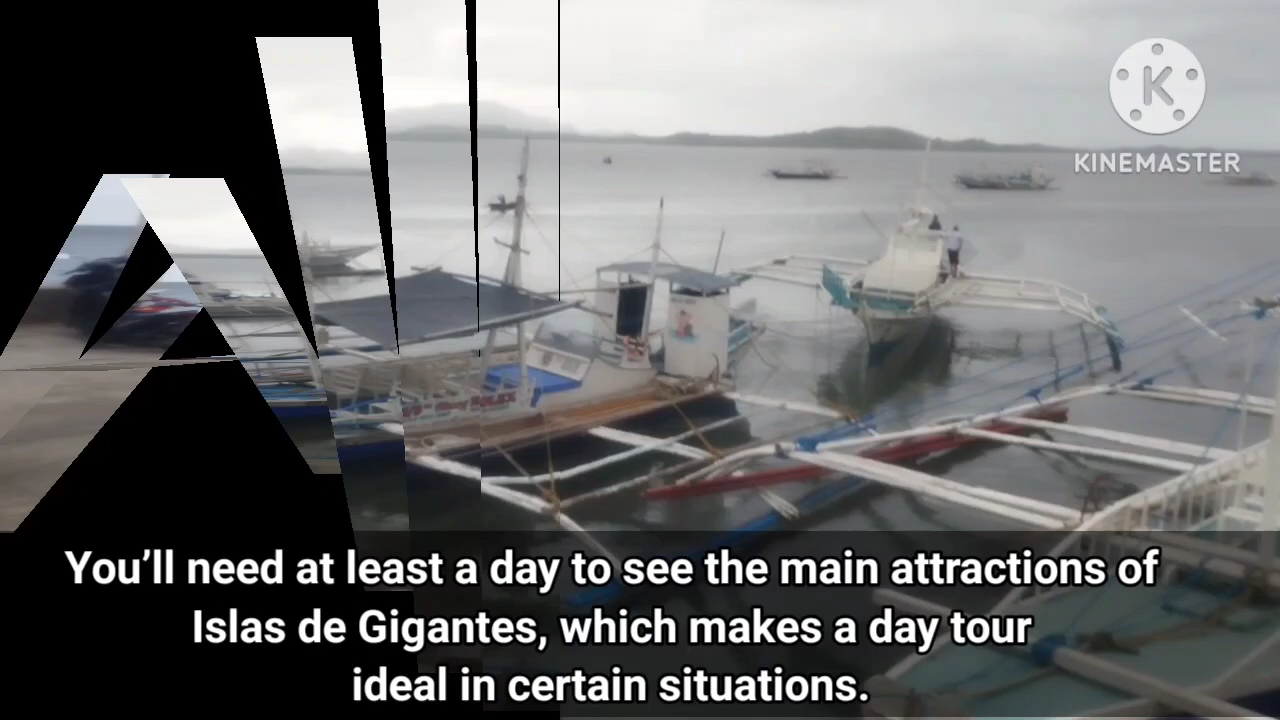 K
KINEMASTER
You’ll need at least a day to see the main attractions of
Islas de Gigantes, which makes a day tour
ideal in certain situations.